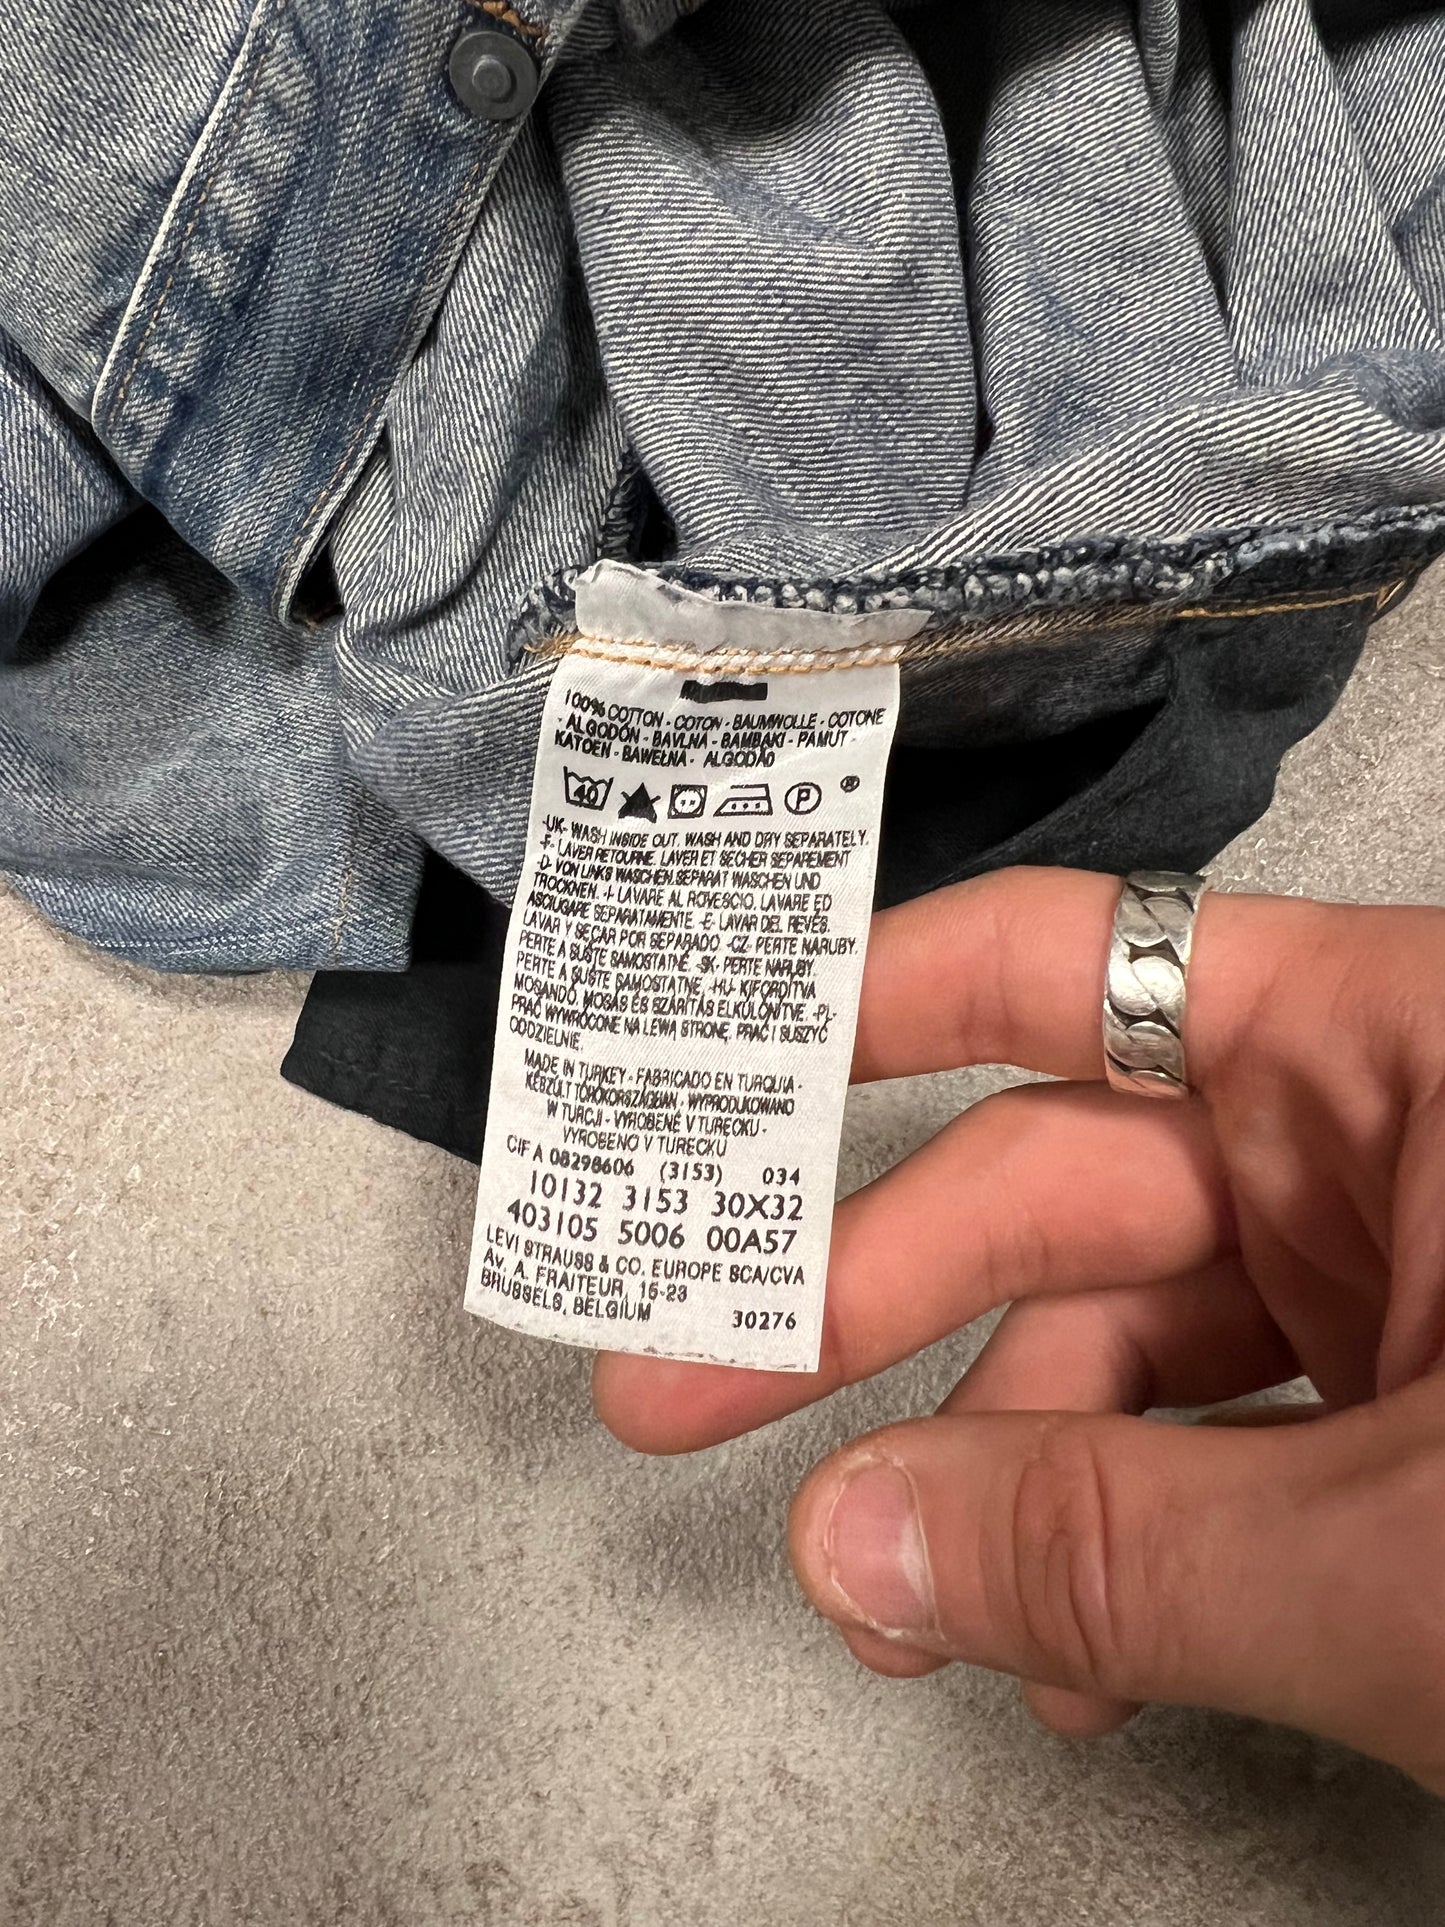 100% COTTON - COTON - BAUMWOLLE - COTONE
- ALGODÓN - BAVLNA - BAMBAKI - PAMUT -
KATOEN - BAWEŁNA - ALGODÃO
40 P ®
-UK- WASH INSIDE OUT. WASH AND DRY SEPARATELY.
-F- LAVER RETOURNE. LAVER ET SECHER SEPAREMENT
-D- VON LINKS WASCHEN. SEPARAT WASCHEN UND
TROCKNEN. -I- LAVARE AL ROVESCIO. LAVARE ED
ASCIUGARE SEPARATAMENTE. -E- LAVAR DEL REVÉS.
LAVAR Y SECAR POR SEPARADO -CZ- PERTE NARUBY.
PERTE A SUŠTE SAMOSTATNĚ. -SK- PERTE NARUBY.
PERTE A SUŠTE SAMOSTATNE. -HU- KIFORDÍTVA
MOSANDÓ. MOSÁS ÉS SZÁRÍTÁS ELKÜLÖNÍTVE. -PL-
PRAĆ WYWRÓCONE NA LEWĄ STRONĘ. PRAĆ I SUSZYĆ
ODDZIELNIE.
MADE IN TURKEY - FABRICADO EN TURQUIA -
KÉSZÜLT TÖRÖKORSZÁGBAN - WYPRODUKOWANO
W TURCJI - VYROBENÉ V TURECKU -
VYROBENO V TURECKU
CIF A 08298606 (3153) 034
10132 3153 30X32
403105 5006 00A57
LEVI STRAUSS & CO. EUROPE SCA/CVA
AV. A. FRAITEUR, 15-23
BRUSSELS, BELGIUM 30276